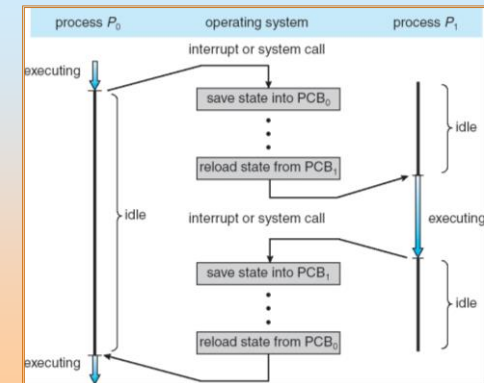 process P0 operating system process P1
interrupt or system call
executing
save state into PCB0
idle
reload state from PCB1
interrupt or system call
idle
executing
save state into PCB1
idle
reload state from PCB0
executing